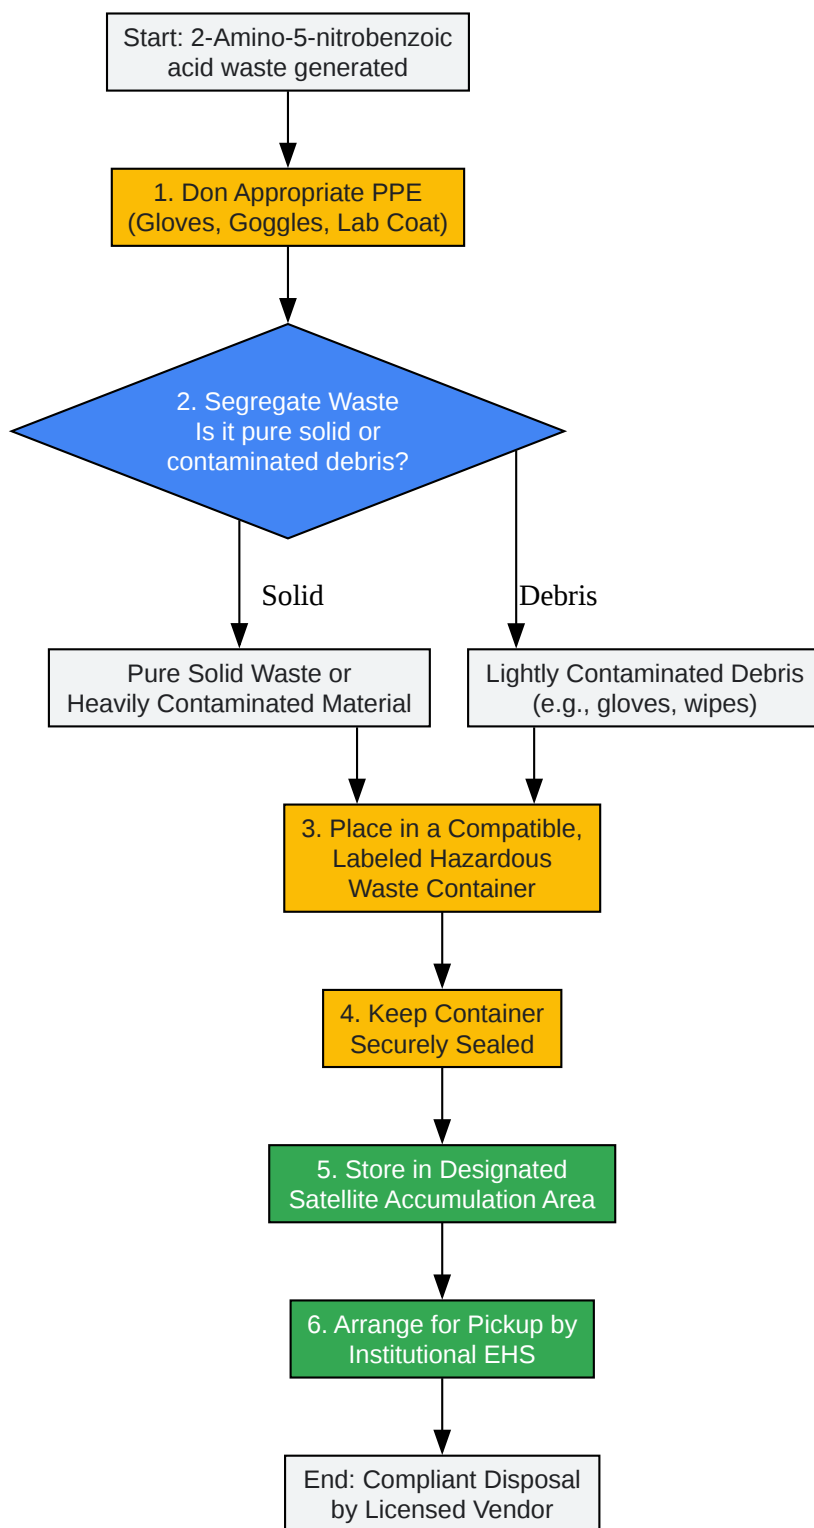 Start: 2-Amino-5-nitrobenzoic
acid waste generated
1. Don Appropriate PPE
(Gloves, Goggles, Lab Coat)
2. Segregate Waste
Is it pure solid or
contaminated debris?
Solid
Debris
Pure Solid Waste or
Heavily Contaminated Material
Lightly Contaminated Debris
(e.g., gloves, wipes)
3. Place in a Compatible,
Labeled Hazardous
Waste Container
4. Keep Container
Securely Sealed
5. Store in Designated
Satellite Accumulation Area
6. Arrange for Pickup by
Institutional EHS
End: Compliant Disposal
by Licensed Vendor